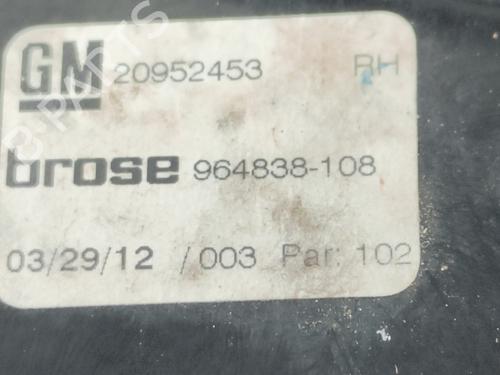 GM 20952453 RH
brose 964838-108
03/29/12 /003 Par: 102